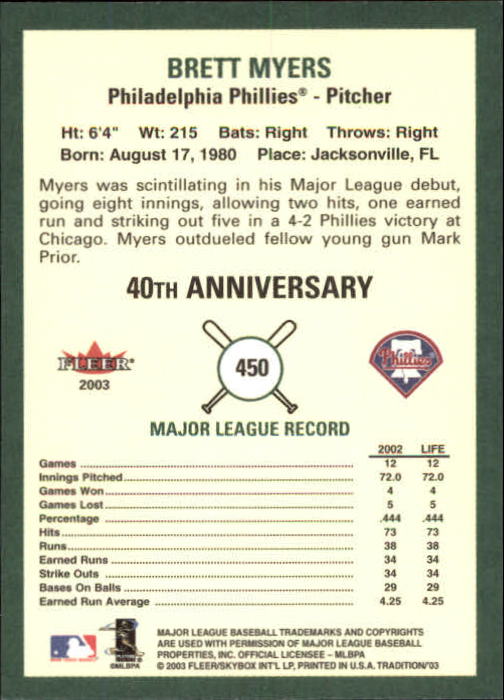 BRETT MYERS
Philadelphia Phillies® - Pitcher
Ht: 6'4" Wt: 215 Bats: Right Throws: Right
Born: August 17, 1980 Place: Jacksonville, FL
Myers was scintillating in his Major League debut,
going eight innings, allowing two hits, one earned
run and striking out five in a 4-2 Phillies victory at
Chicago. Myers outdueled fellow young gun Mark
Prior.
40TH ANNIVERSARY
FLEER®
2003
450
Phillies
MAJOR LEAGUE RECORD
2002 LIFE
Games 12 12
Innings Pitched 72.0 72.0
Games Won 4 4
Games Lost 5 5
Percentage .444 .444
Hits 73 73
Runs 38 38
Earned Runs 34 34
Strike Outs 34 34
Bases On Balls 29 29
Earned Run Average 4.25 4.25
©MLBPA
MAJOR LEAGUE BASEBALL TRADEMARKS AND COPYRIGHTS
ARE USED WITH PERMISSION OF MAJOR LEAGUE BASEBALL
PROPERTIES, INC. OFFICIAL LICENSEE – MLBPA
© 2003 FLEER/SKYBOX INT'L LP, PRINTED IN U.S.A. TRADITION/'03